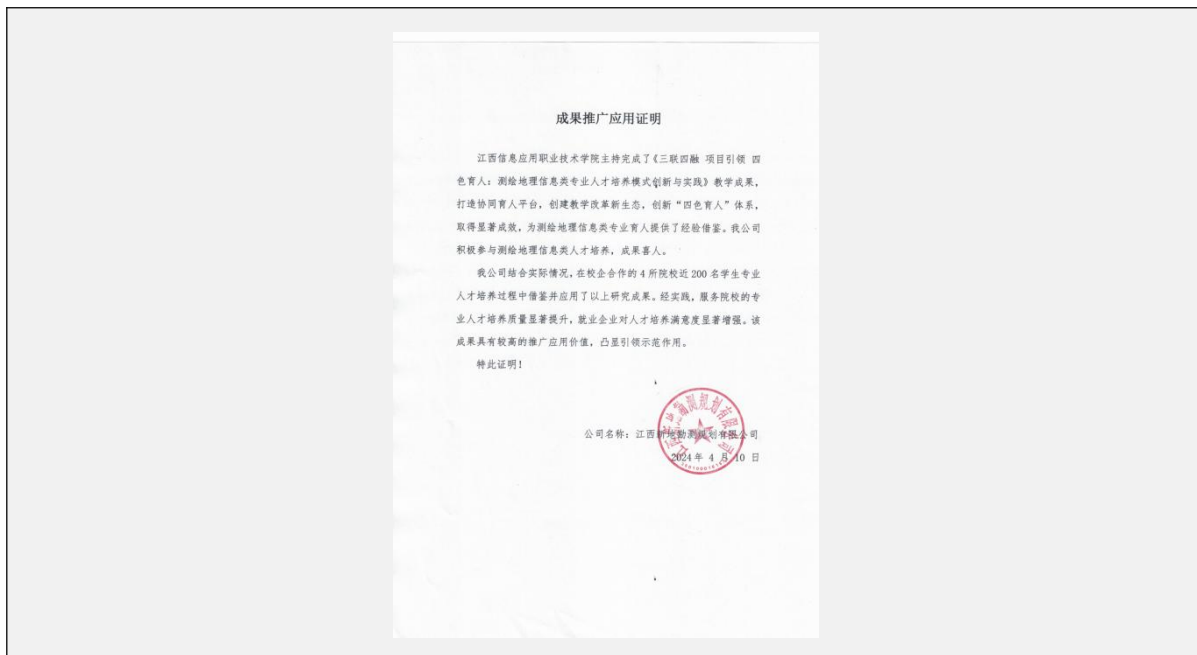 成果推广应用证明
江西信息应用职业技术学院主持完成了《三联四融 项目引领 四
色育人：测绘地理信息类专业人才培养模式创新与实践》教学成果，
打造协同育人平台，创建教学改革新生态，创新“四色育人”体系，
取得显著成效，为测绘地理信息类专业育人提供了经验借鉴。我公司
积极参与测绘地理信息类人才培养，成果喜人。
我公司结合实际情况，在校企合作的4所院校近200名学生专业
人才培养过程中借鉴并应用了以上研究成果。经实践，服务院校的专
业人才培养质量显著提升，就业企业对人才培养满意度显著增强。该
成果具有较高的推广应用价值，凸显引领示范作用。
特此证明！
公司名称：江西新地勘测规划有限公司
2024年 4 月 10 日